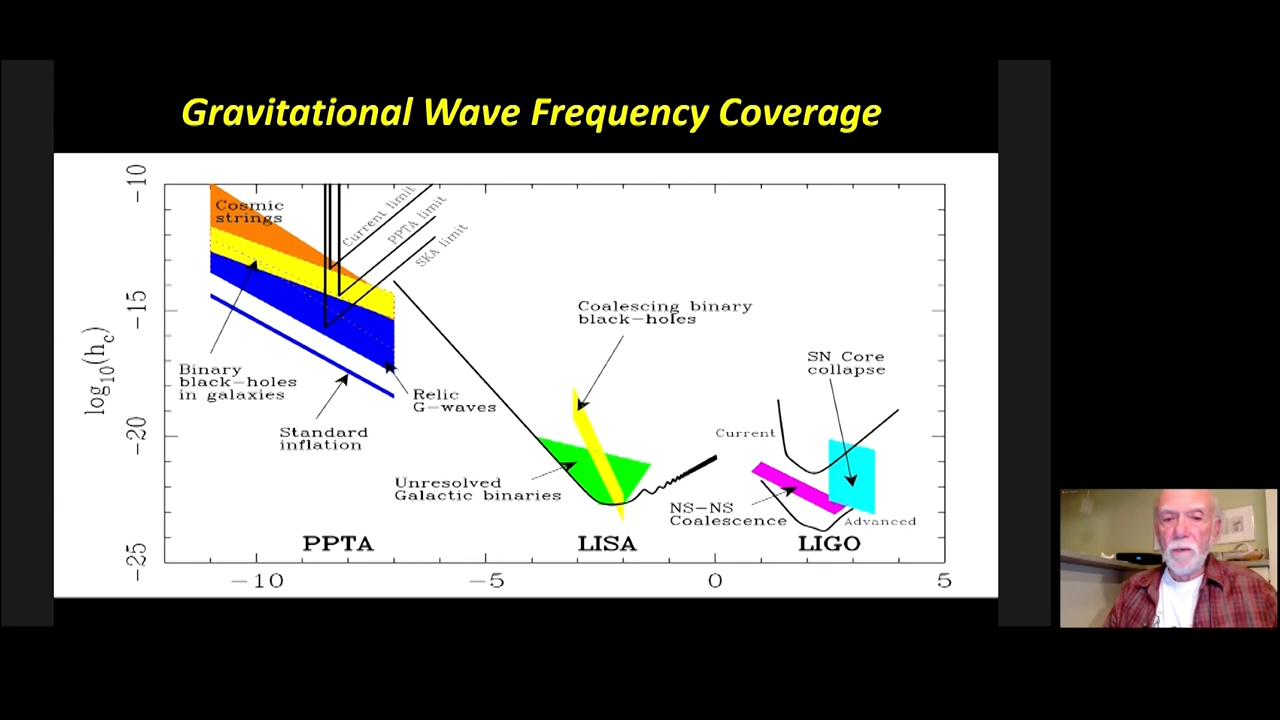 Gravitational Wave Frequency Coverage
−10
−15
−20
−25
log10(hc)
Cosmic
strings
Current limit
PPTA limit
SKA limit
Coalescing binary
black−holes
SN Core
collapse
Binary
black−holes
in galaxies
Relic
G−waves
Standard
inflation
Current
Unresolved
Galactic binaries
NS−NS
Coalescence
Advanced
PPTA
LISA
LIGO
−10
−5
0
5